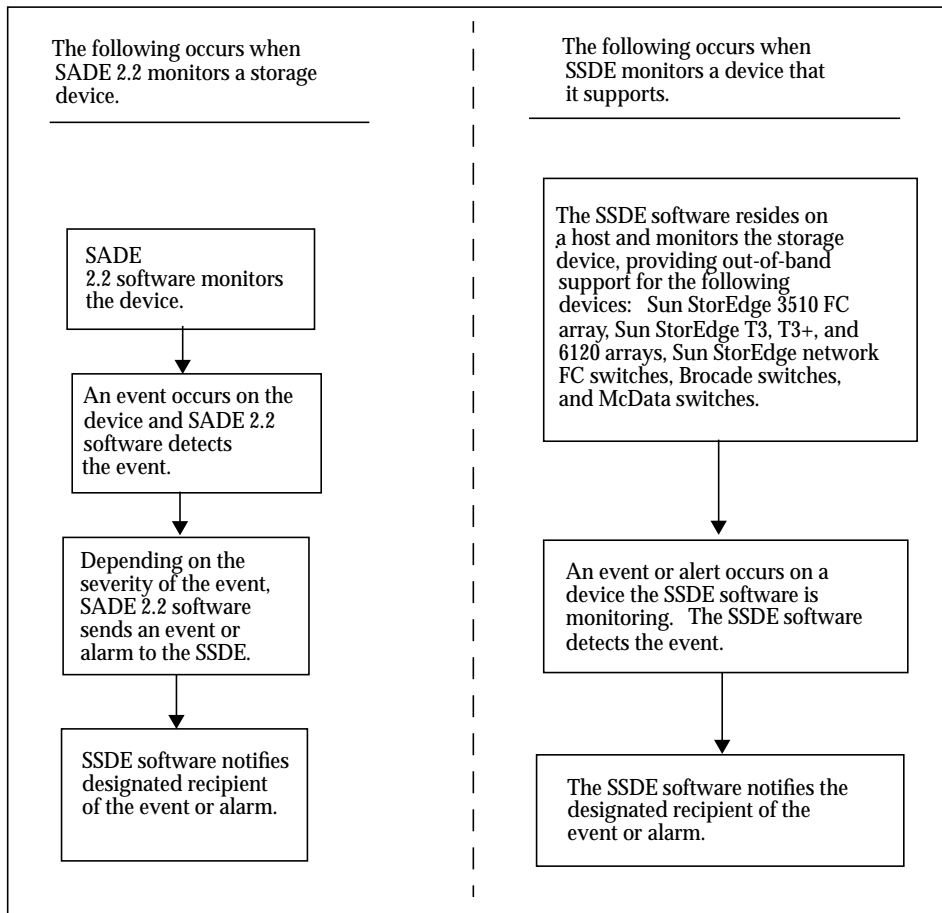 The following occurs when
SADE 2.2 monitors a storage
device.
SADE
2.2 software monitors
the device.
An event occurs on the
device and SADE 2.2
software detects
the event.
Depending on the
severity of the event,
SADE 2.2 software
sends an event or
alarm to the SSDE.
SSDE software notifies
designated recipient
of the event or alarm.
The following occurs when
SSDE monitors a device that
it supports.
The SSDE software resides on
a host and monitors the storage
device, providing out-of-band
support for the following
devices: Sun StorEdge 3510 FC
array, Sun StorEdge T3, T3+, and
6120 arrays, Sun StorEdge network
FC switches, Brocade switches,
and McData switches.
An event or alert occurs on a
device the SSDE software is
monitoring. The SSDE software
detects the event.
The SSDE software notifies the
designated recipient of the
event or alarm.